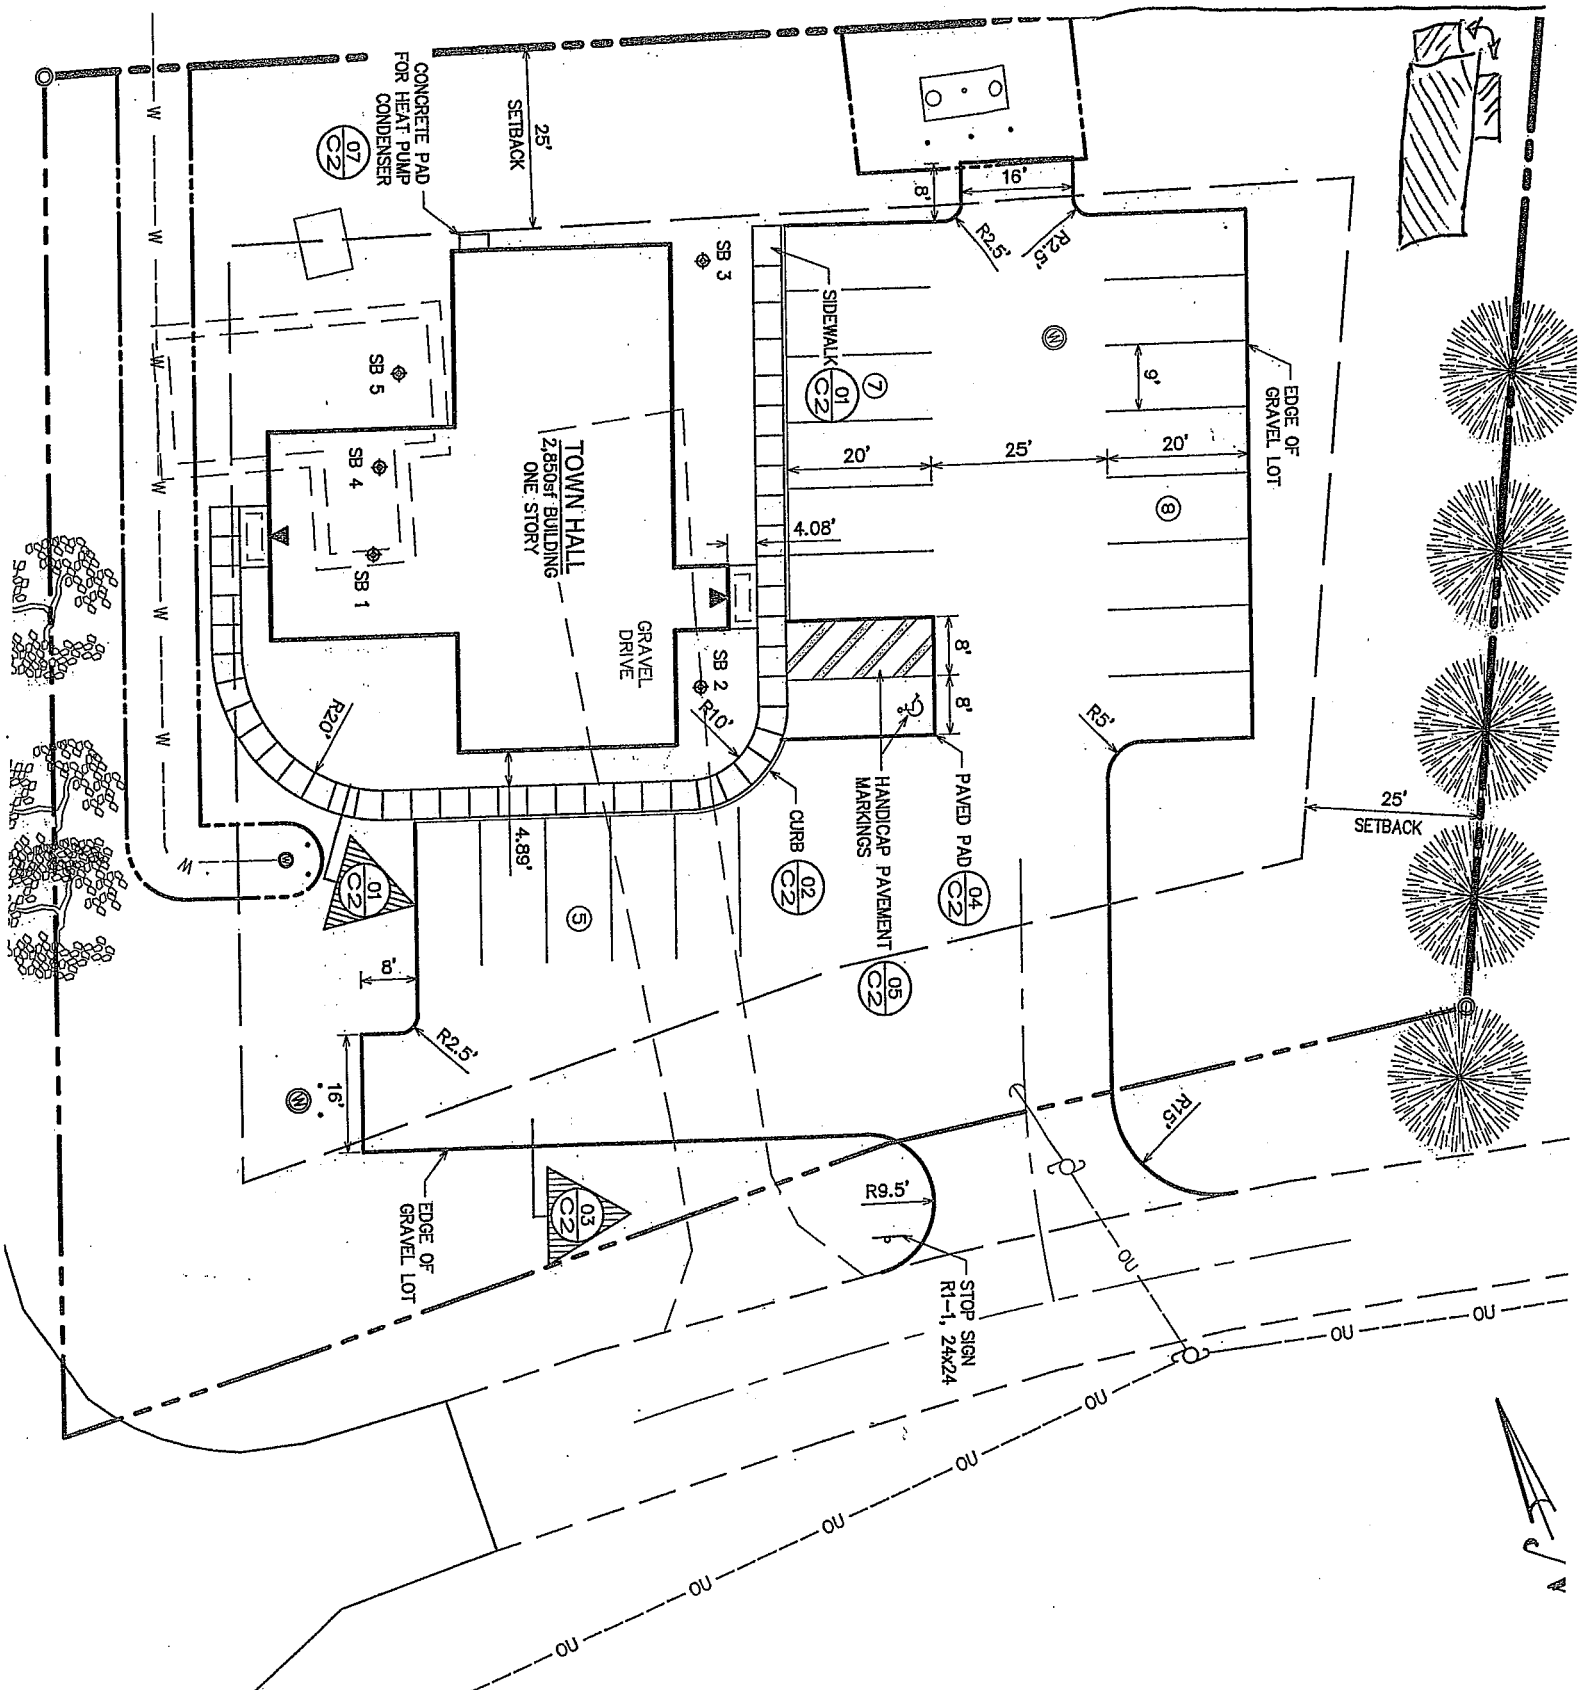 CONCRETE PAD
FOR HEAT PUMP
CONDENSER
07
C2
25'
SETBACK
8'
16'
R2.5'
R2.5'
SB 3
SIDEWALK
01
C2
7
W
9'
EDGE OF
GRAVEL LOT
20'
25'
20'
8
4.08'
SB 5
SB 4
SB 1
TOWN HALL
2,850sf BUILDING
ONE STORY
GRAVEL
DRIVE
SB 2
R10'
R20'
8'
8'
PAVED PAD
04
C2
HANDICAP PAVEMENT
MARKINGS
05
C2
CURB
02
C2
4.89'
5
01
C2
R5'
25'
SETBACK
8'
R2.5'
16'
W
W
EDGE OF
GRAVEL LOT
03
C2
R9.5'
R15'
STOP SIGN
R1-1, 24x24
W
W
W
W
W
W
W
W
OU
OU
OU
OU
OU
OU
OU
OU